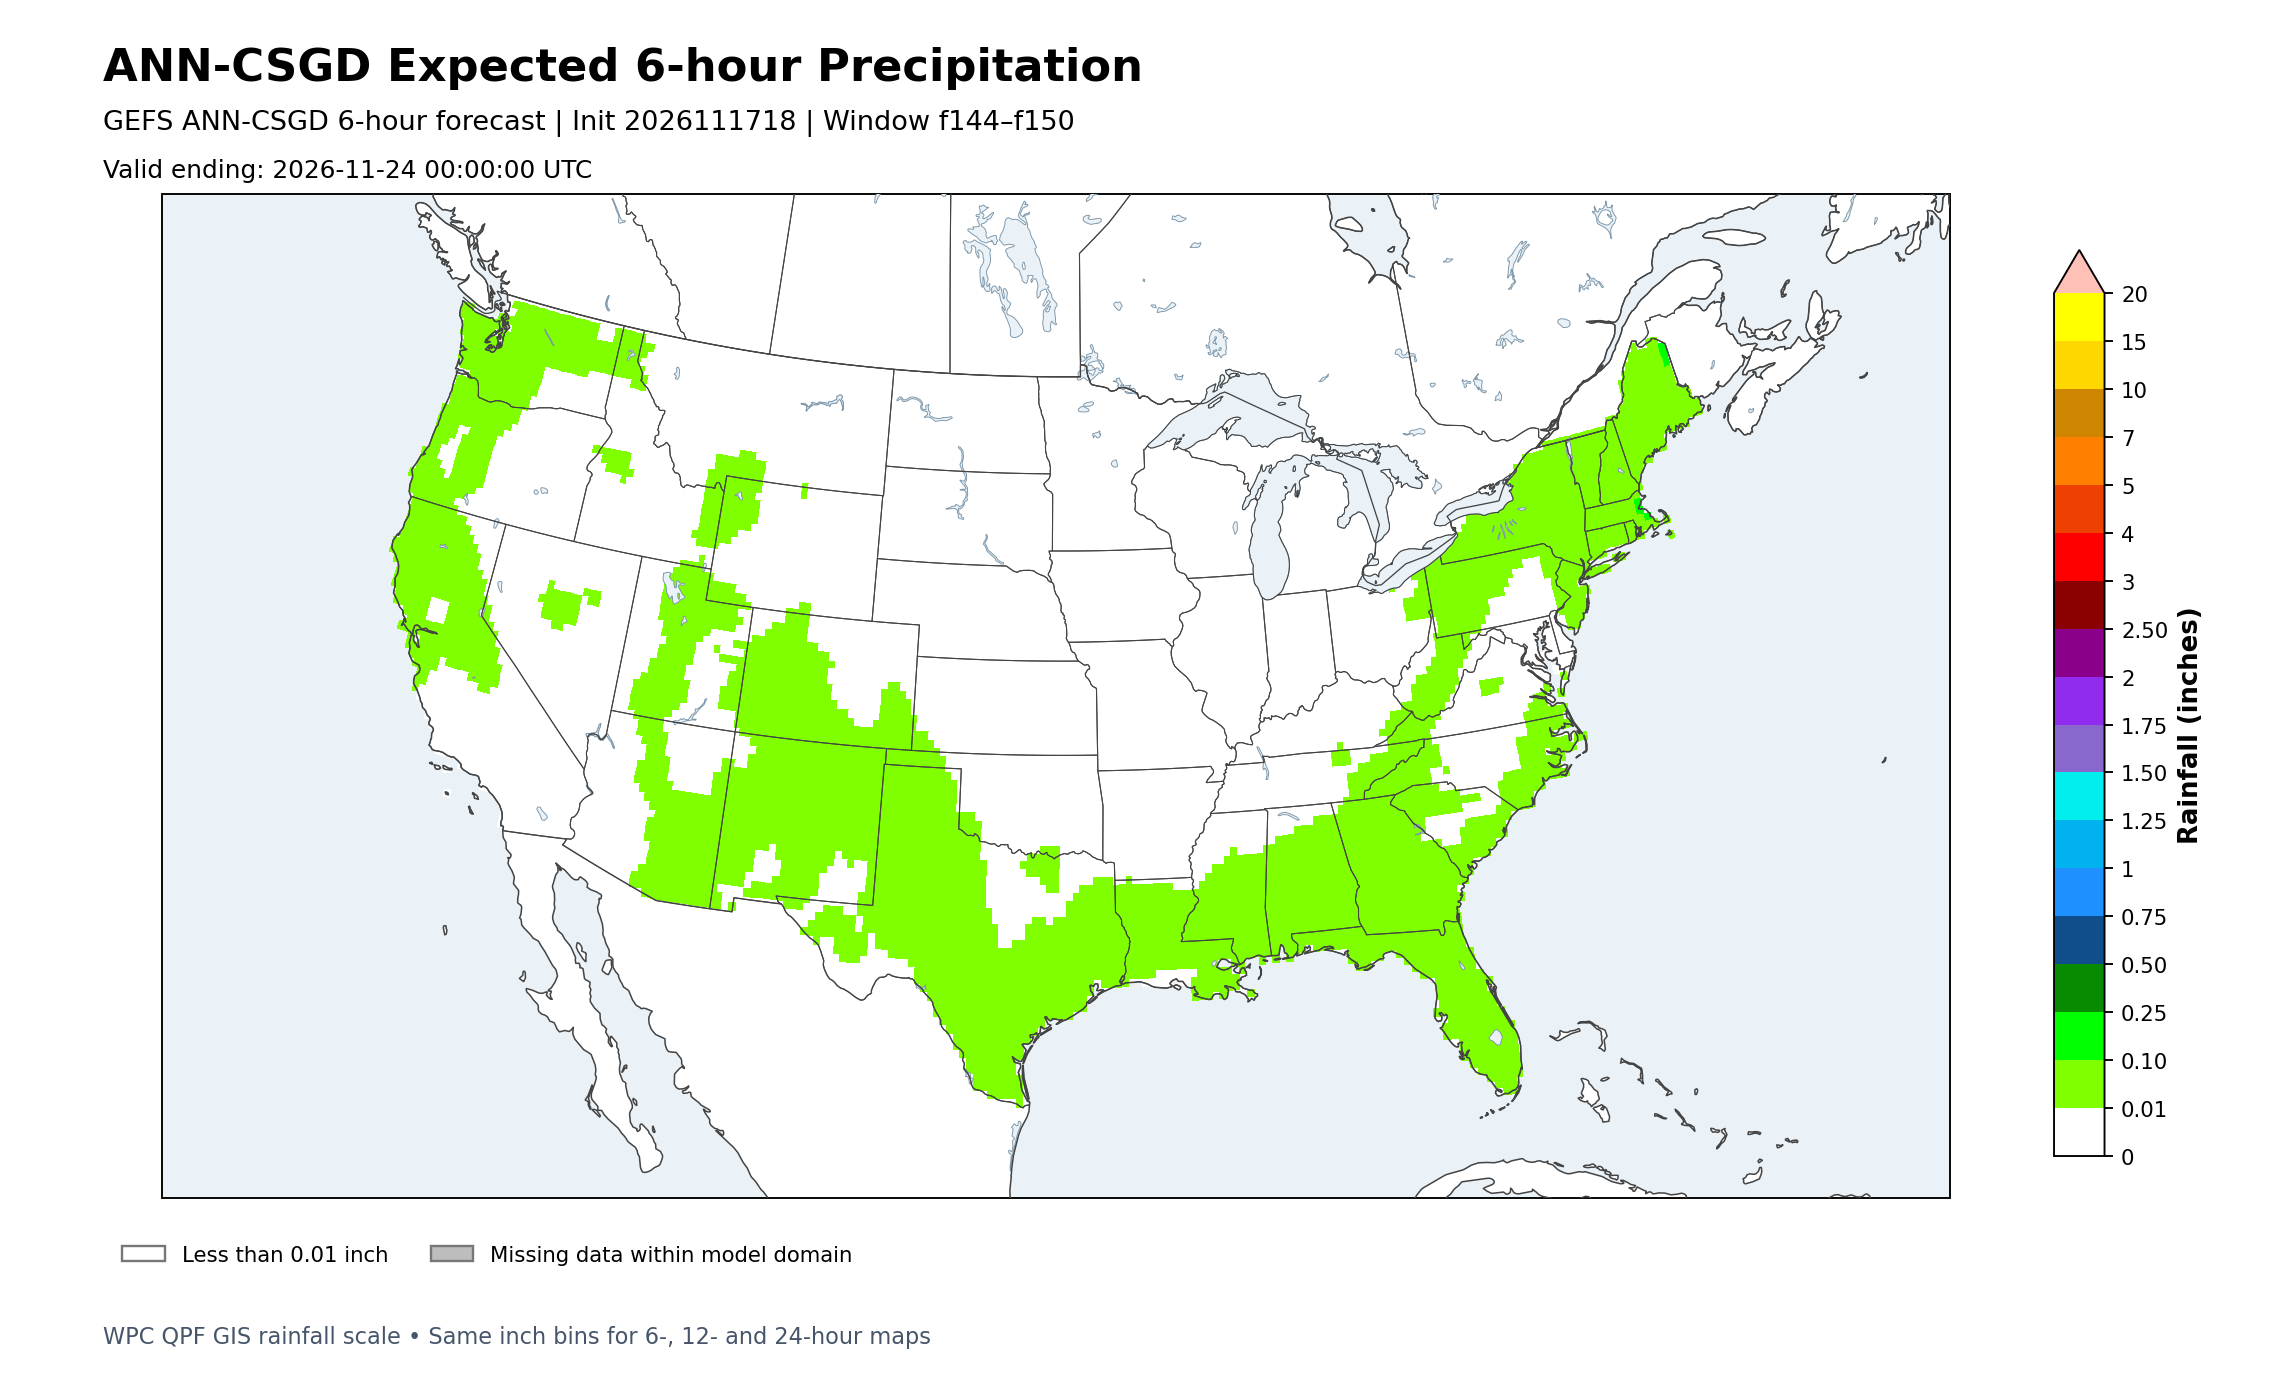 ANN-CSGD Expected 6-hour Precipitation
GEFS ANN-CSGD 6-hour forecast | Init 2026111718 | Window f144–f150
Valid ending: 2026-11-24 00:00:00 UTC
20
15
10
7
5
4
3
2.50
2
1.75
1.50
1.25
1
0.75
0.50
0.25
0.10
0.01
0
Rainfall (inches)
Less than 0.01 inch
Missing data within model domain
WPC QPF GIS rainfall scale • Same inch bins for 6-, 12- and 24-hour maps